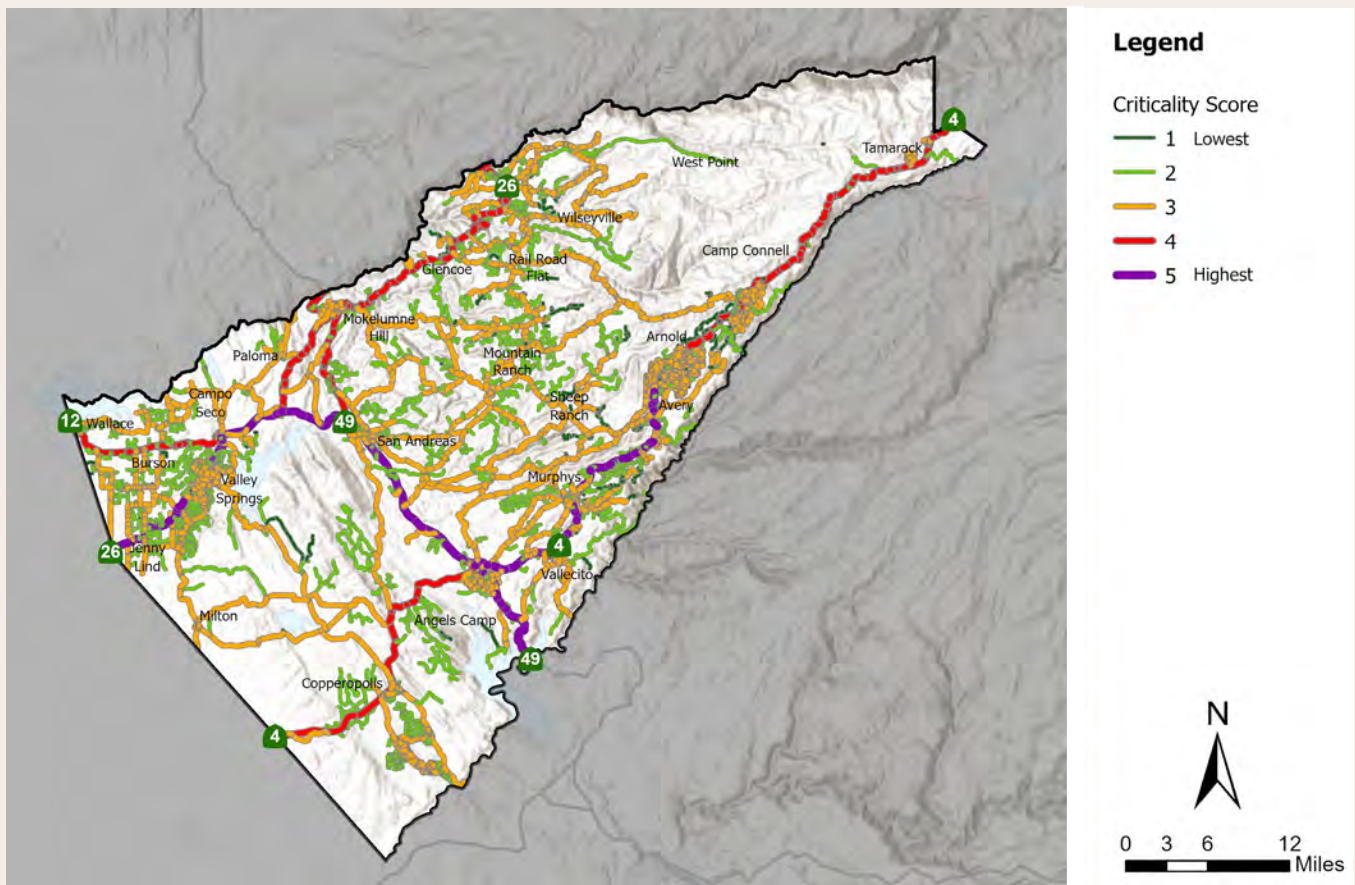 4
Tamarack
West Point
26
Wilseyville
Camp Connell
Glencoe
Rail Road
Flat
Mokelumne
Hill
Arnold
Paloma
Mountain
Ranch
Campo
Seco
Sheep
Ranch
Avery
12
Wallace
49
San Andreas
Burson
Valley
Springs
Murphys
26
Jenny
Lind
4
Vallecito
Milton
Angels Camp
49
Copperopolis
4
Legend
Criticality Score
1 Lowest
2
3
4
5 Highest
N
0 3 6 12
Miles